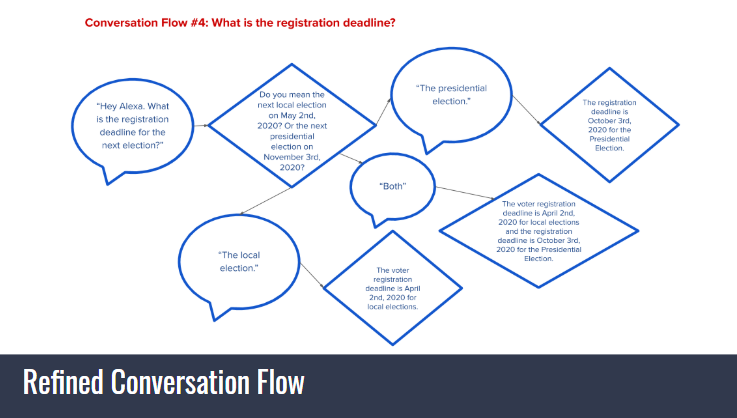 Conversation Flow #4: What is the registration deadline?
"Hey Alexa. What
is the registration
deadline for the
next election?"
Do you mean the
next local election
on May 2nd,
2020? Or the next
presidential
election on
November 3rd,
2020?
"The presidential
election."
The registration
deadline is
October 3rd,
2020 for the
Presidential
Election.
"Both"
The voter registration
deadline is April 2nd,
2020 for local elections
and the registration
deadline is October 3rd,
2020 for the Presidential
Election.
"The local
election."
The voter
registration
deadline is April
2nd, 2020 for
local elections.
Refined Conversation Flow